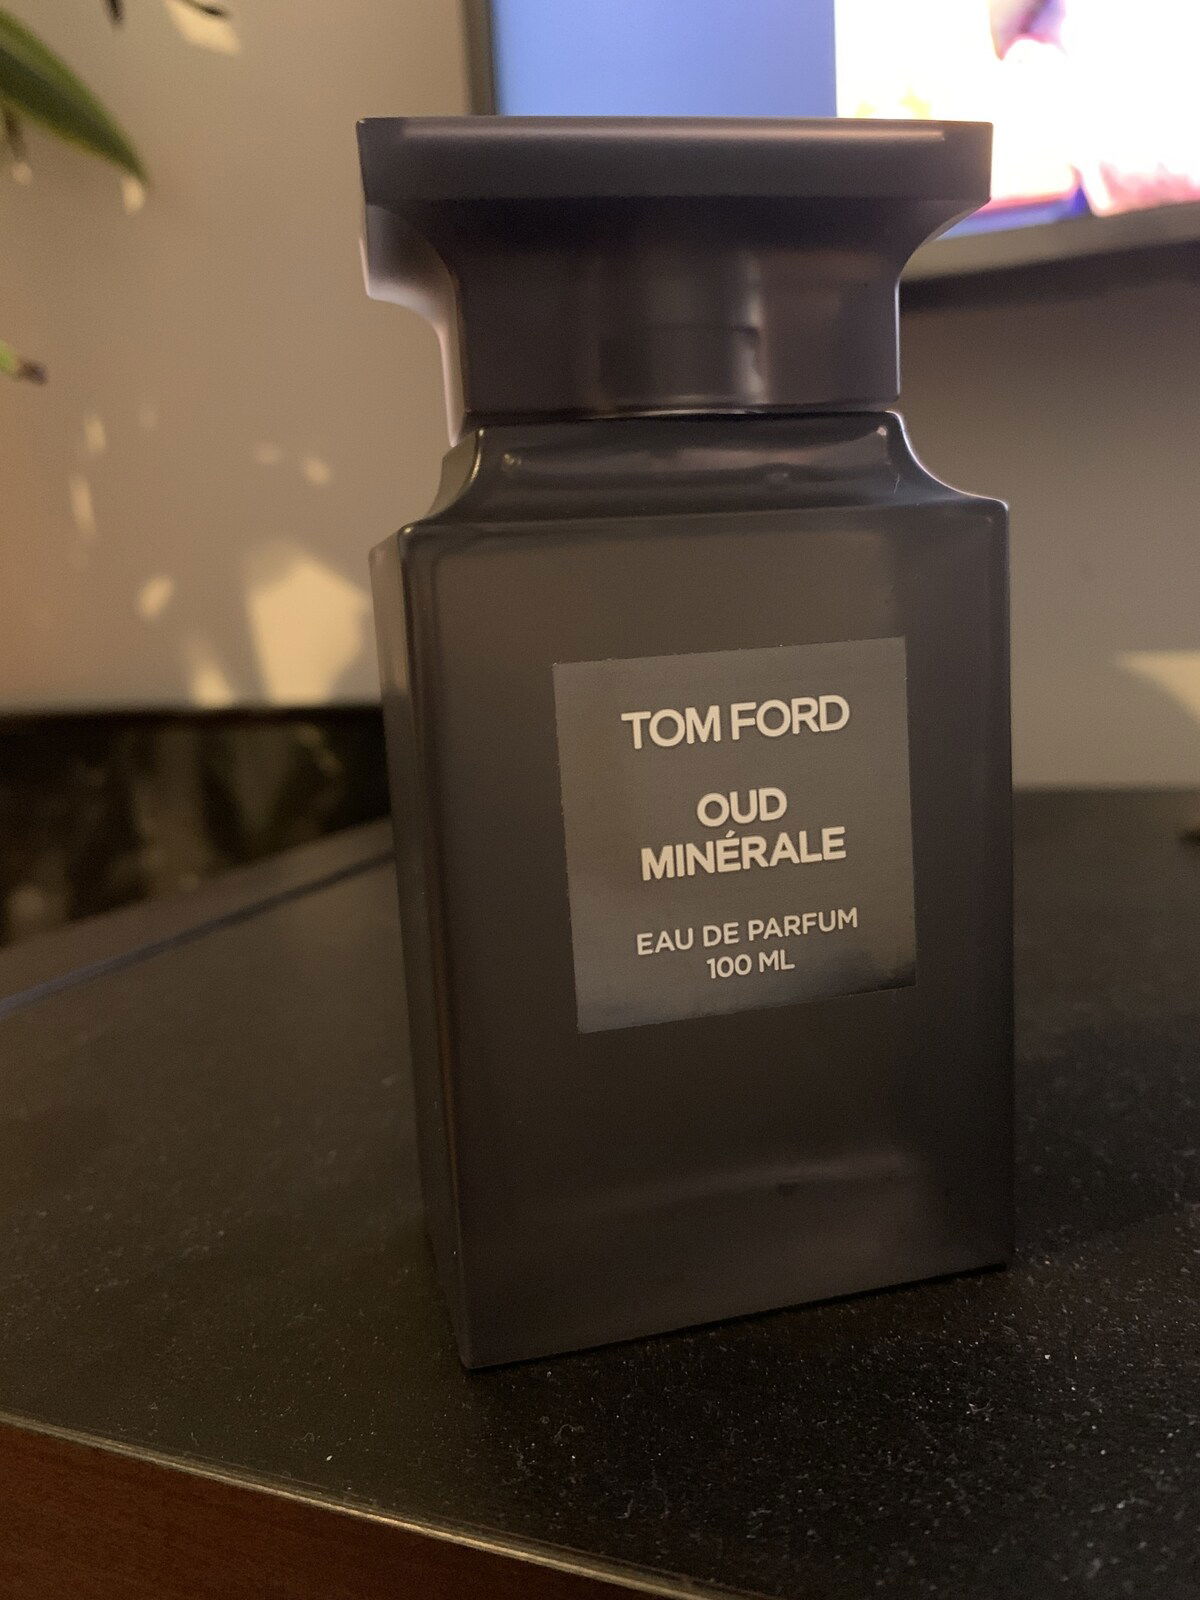 TOM FORD
OUD
MINÉRALE
EAU DE PARFUM
100 ML